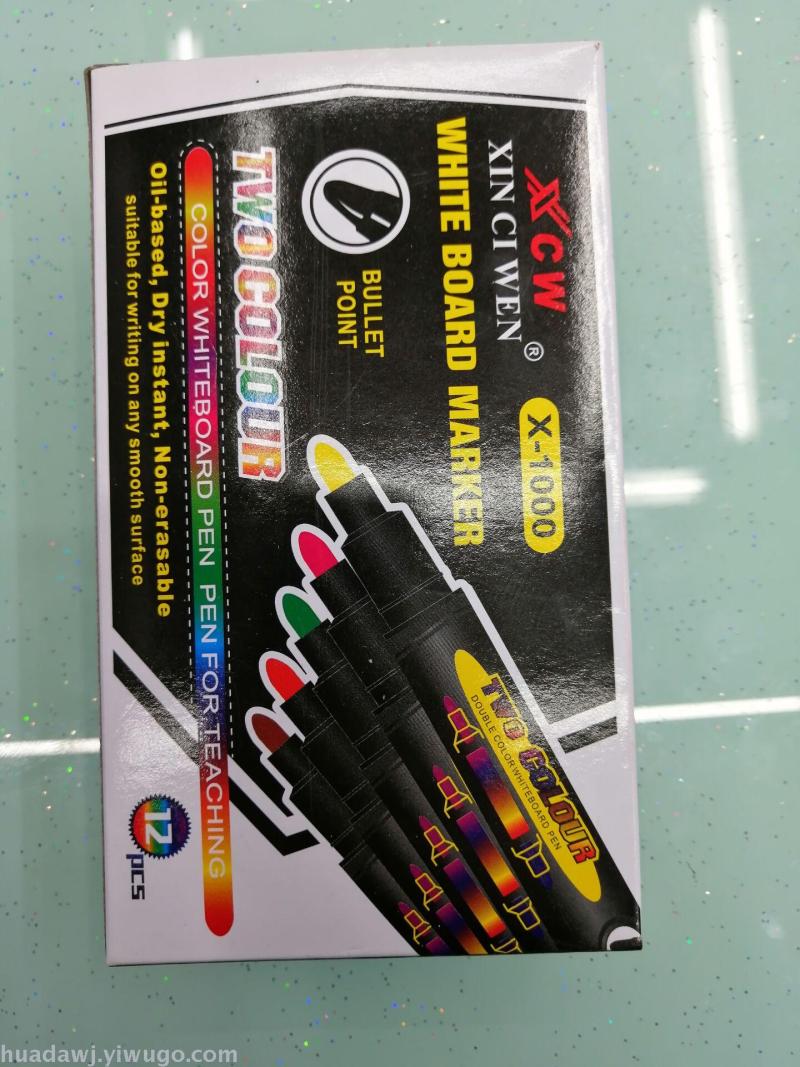 XCW
XIN CI WEN®
X-1000
WHITE BOARD MARKER
BULLET
POINT
TWO COLOUR
COLOR WHITEBOARD PEN PEN FOR TEACHING
Oil-based, Dry instant, Non-erasable
suitable for writing on any smooth surface
TWO COLOUR
DOUBLE COLOR WHITEBOARD PEN
12
pcs
huadawj.yiwugo.com